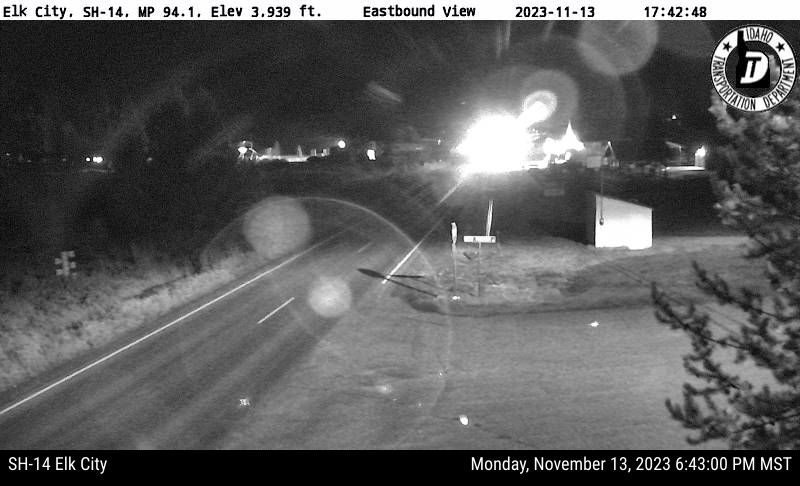 Elk City, SH-14, MP 94.1, Elev 3,939 ft. Eastbound View 2023-11-13 17:42:48
IDAHO
TRANSPORTATION DEPARTMENT
SH-14 Elk City Monday, November 13, 2023 6:43:00 PM MST